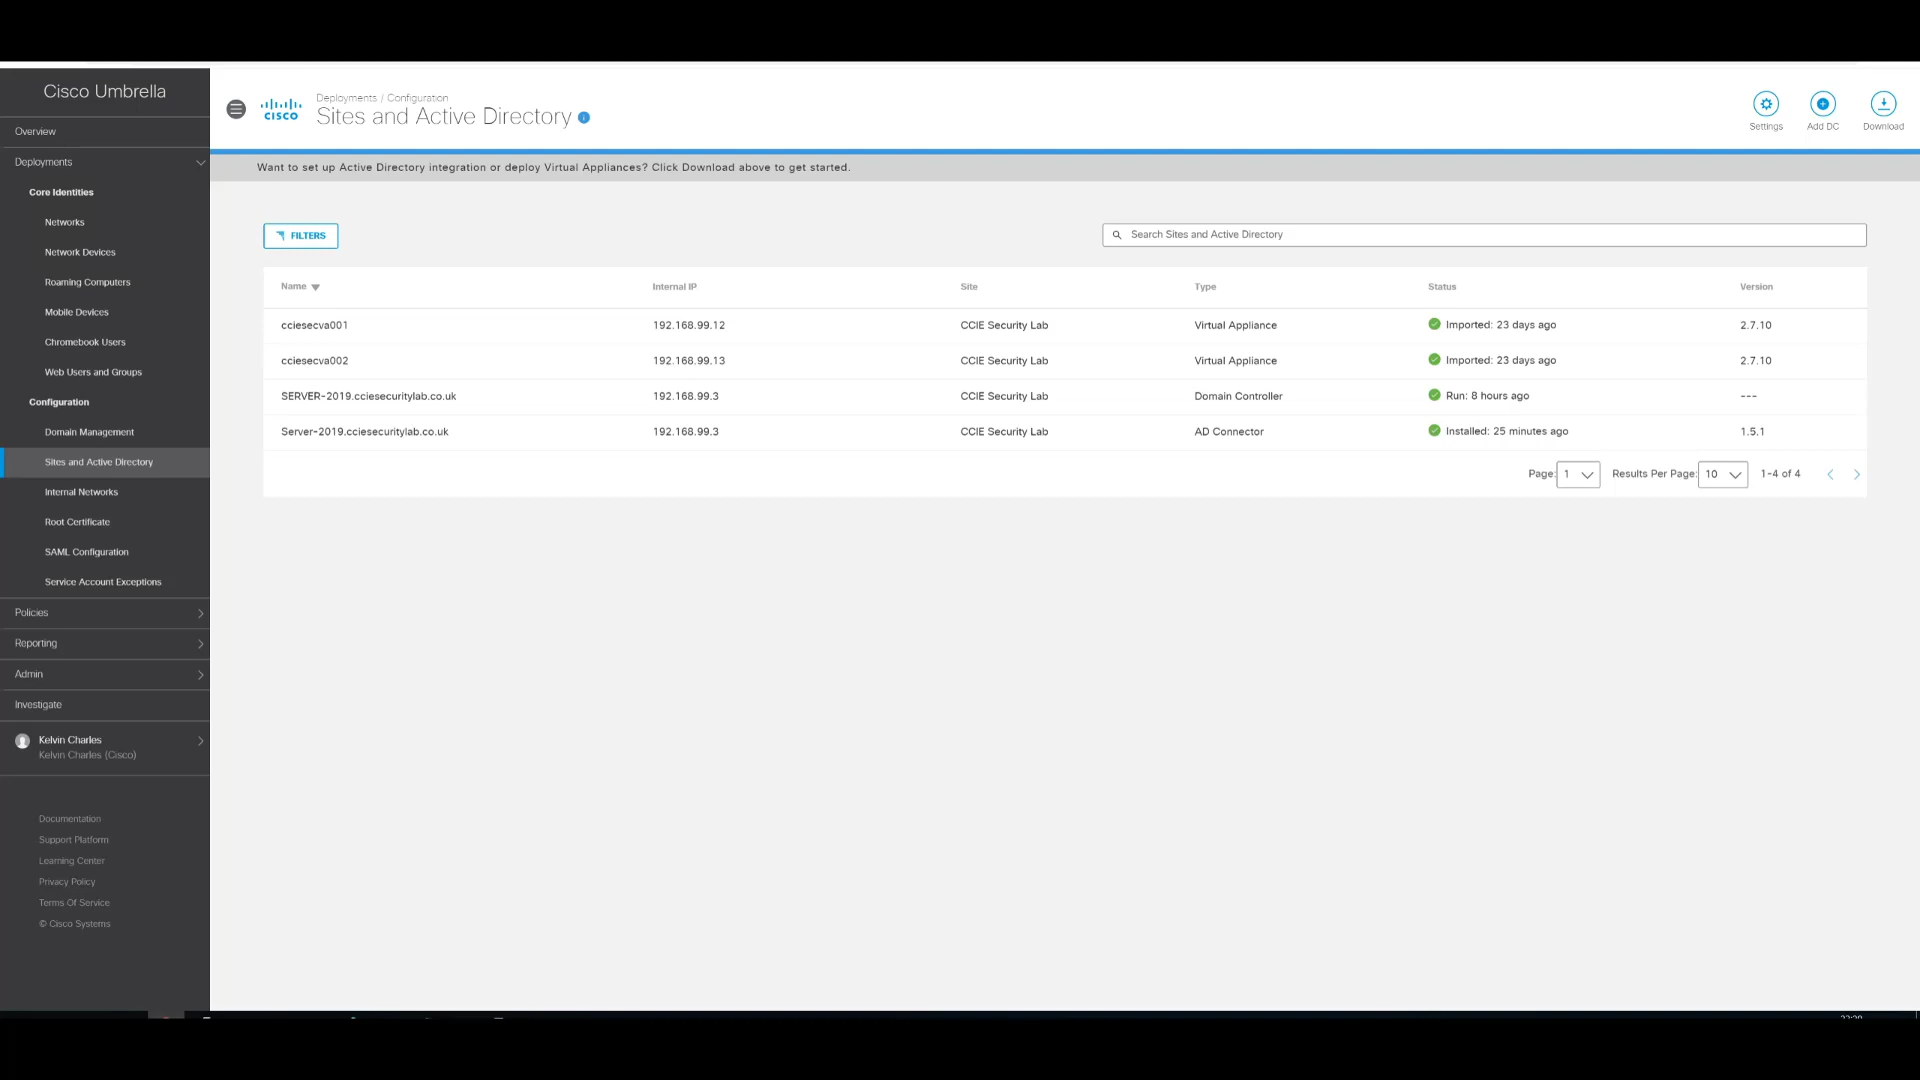 Cisco Umbrella
Overview
Deployments
Core Identities
Networks
Network Devices
Roaming Computers
Mobile Devices
Chromebook Users
Web Users and Groups
Configuration
Domain Management
Sites and Active Directory
Internal Networks
Root Certificate
SAML Configuration
Service Account Exceptions
Policies
Reporting
Admin
Investigate
Kelvin Charles
Kelvin Charles (Cisco)
Documentation
Support Platform
Learning Center
Privacy Policy
Terms Of Service
© Cisco Systems
CISCO
Deployments / Configuration
Sites and Active Directory
Settings
Add DC
Download
Want to set up Active Directory integration or deploy Virtual Appliances? Click Download above to get started.
FILTERS
Search Sites and Active Directory
Name Internal IP Site Type Status Version
cciesecva001 192.168.99.12 CCIE Security Lab Virtual Appliance Imported: 23 days ago 2.7.10
cciesecva002 192.168.99.13 CCIE Security Lab Virtual Appliance Imported: 23 days ago 2.7.10
SERVER-2019.cciesecuritylab.co.uk 192.168.99.3 CCIE Security Lab Domain Controller Run: 8 hours ago ---
Server-2019.cciesecuritylab.co.uk 192.168.99.3 CCIE Security Lab AD Connector Installed: 25 minutes ago 1.5.1
Page: 1 Results Per Page: 10 1-4 of 4